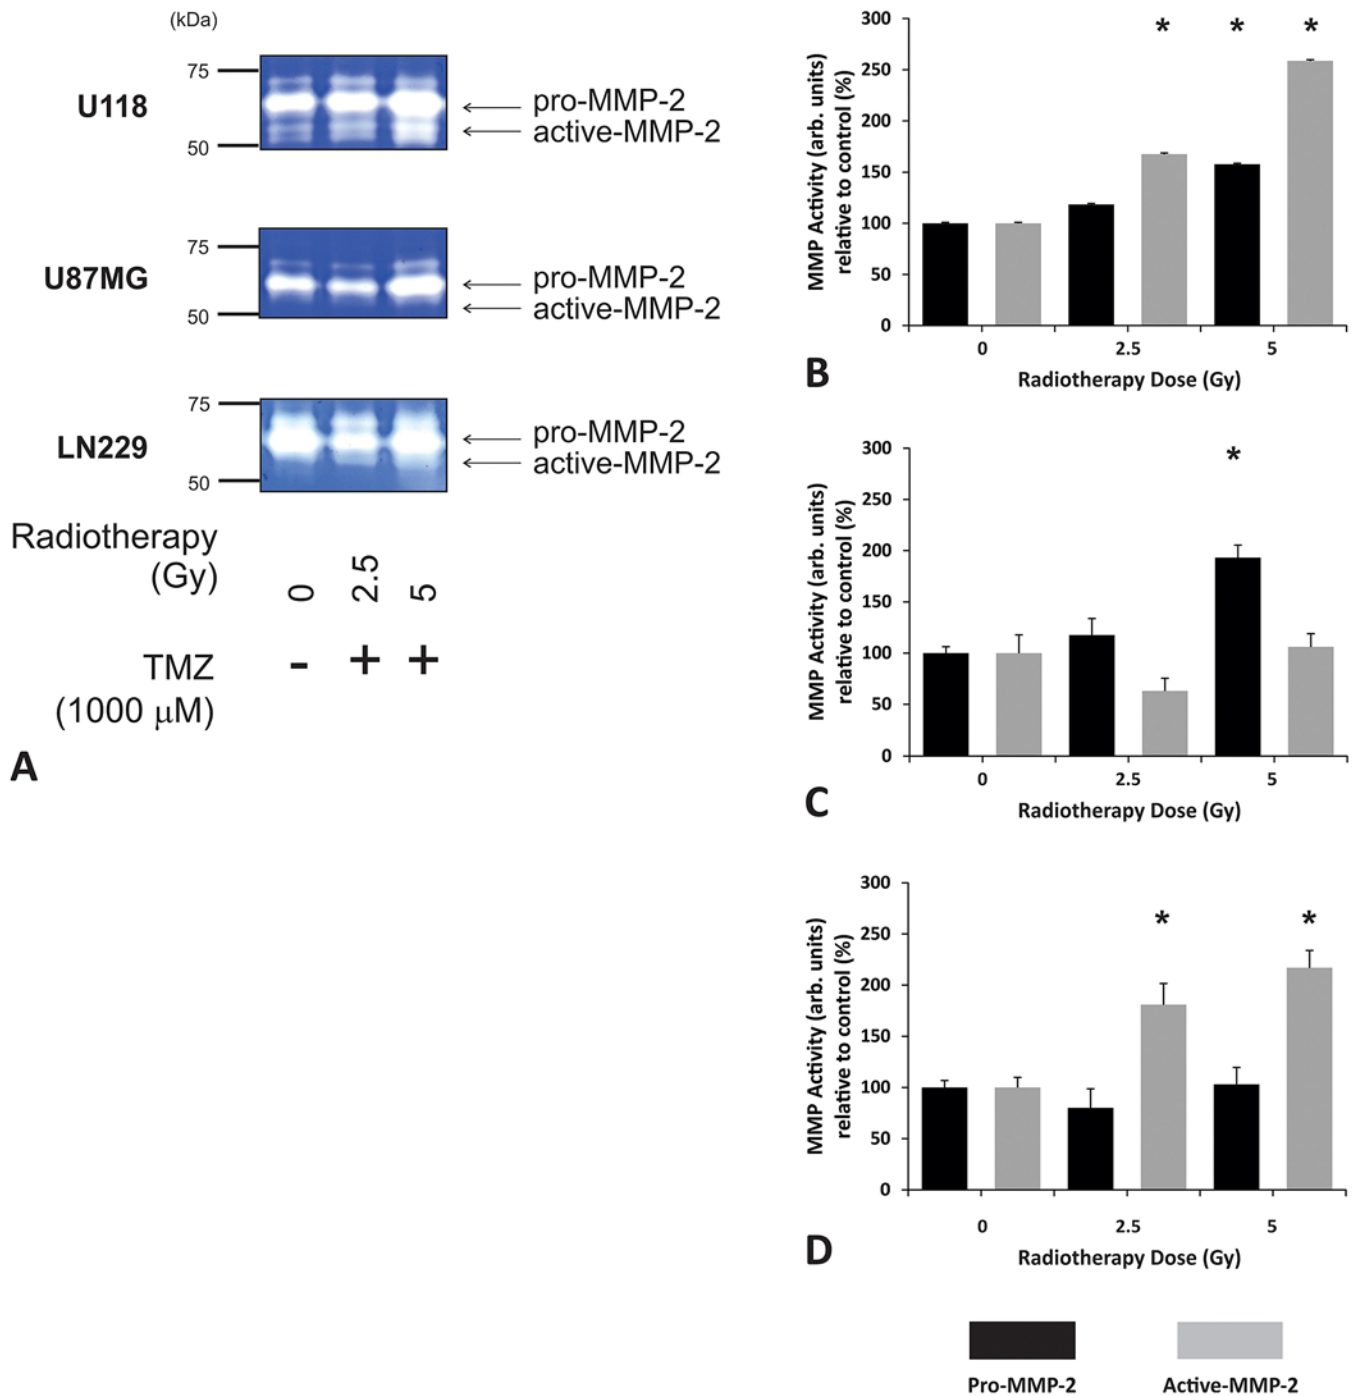 (kDa)
75
U118
50
pro-MMP-2
active-MMP-2
75
U87MG
50
pro-MMP-2
active-MMP-2
75
LN229
50
pro-MMP-2
active-MMP-2
Radiotherapy
(Gy)
0
2.5
5
TMZ
(1000 μM)
- + +
A
MMP Activity (arb. units)
relative to control (%)
300
250
200
150
100
50
0
* * *
0 2.5 5
Radiotherapy Dose (Gy)
B
MMP Activity (arb. units)
relative to control (%)
300
250
200
150
100
50
0
*
0 2.5 5
Radiotherapy Dose (Gy)
C
MMP Activity (arb. units)
relative to control (%)
300
250
200
150
100
50
0
* *
0 2.5 5
Radiotherapy Dose (Gy)
D
Pro-MMP-2
Active-MMP-2